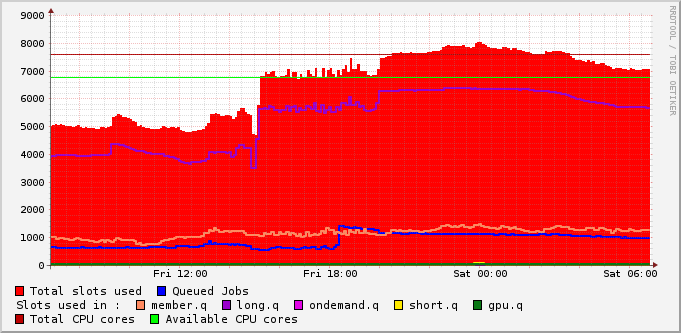 9000
8000
7000
6000
5000
4000
3000
2000
1000
0
Fri 12:00 Fri 18:00 Sat 00:00 Sat 06:00
RRDTOOL / TOBI OETIKER
Total slots used Queued Jobs
Slots used in : member.q long.q ondemand.q short.q gpu.q
Total CPU cores Available CPU cores